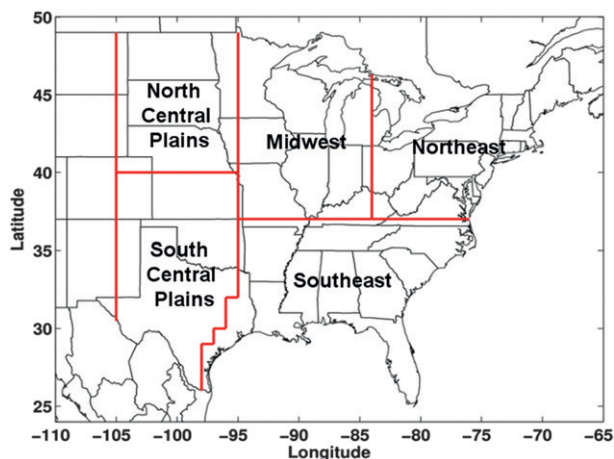 50
45
40
35
30
25
Latitude
North
Central
Plains
Midwest
Northeast
South
Central
Plains
Southeast
−110 −105 −100 −95 −90 −85 −80 −75 −70 −65
Longitude